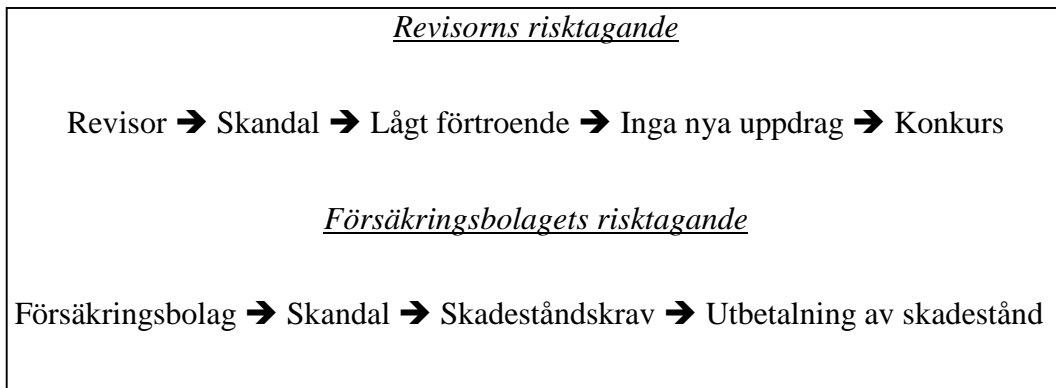 Revisorns risktagande
Revisor ➔ Skandal ➔ Lågt förtroende ➔ Inga nya uppdrag ➔ Konkurs
Försäkringsbolagets risktagande
Försäkringsbolag ➔ Skandal ➔ Skadeståndskrav ➔ Utbetalning av skadestånd